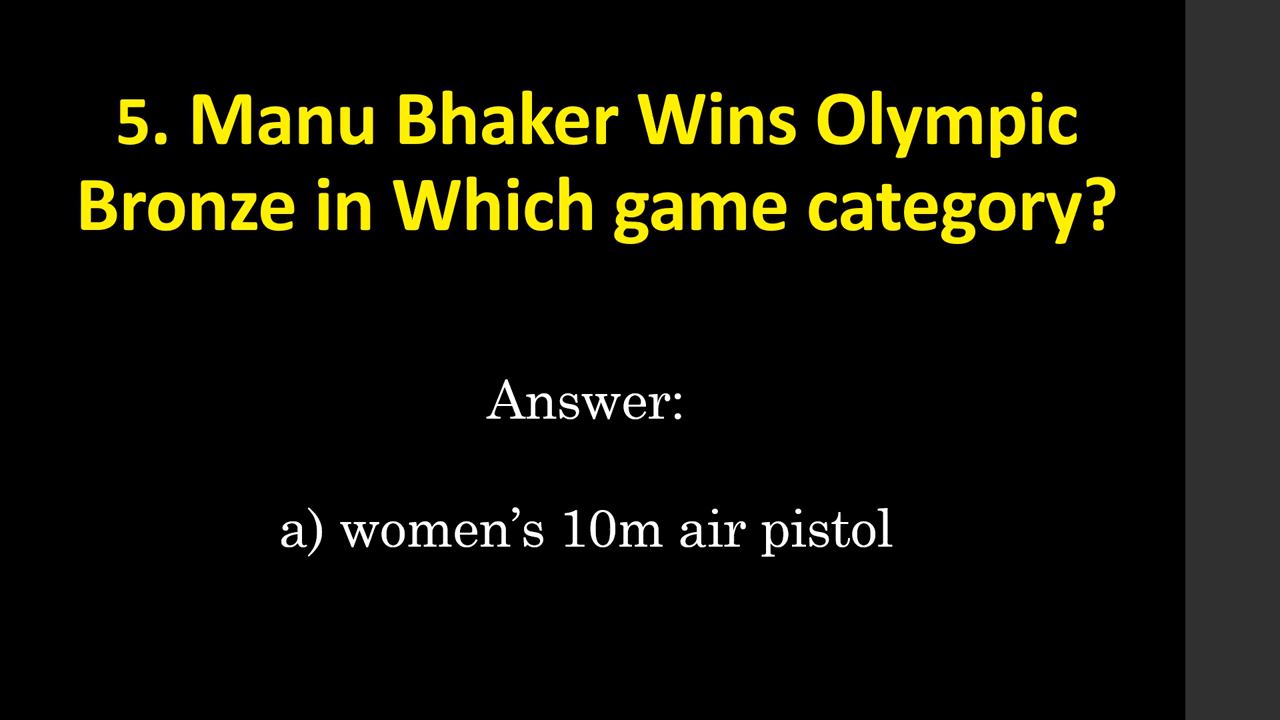 5. Manu Bhaker Wins Olympic
Bronze in Which game category?
Answer:
a) women’s 10m air pistol